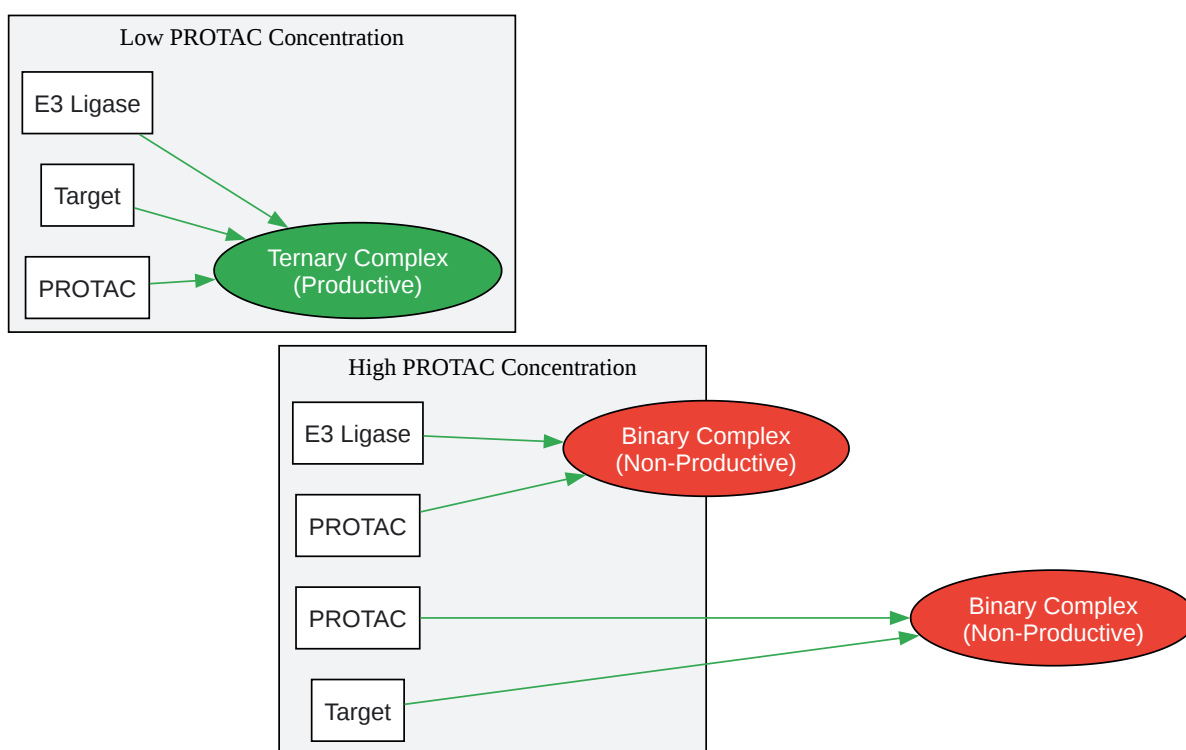 Low PROTAC Concentration
E3 Ligase
Target
PROTAC
Ternary Complex
(Productive)
High PROTAC Concentration
E3 Ligase
PROTAC
PROTAC
Target
Binary Complex
(Non-Productive)
Binary Complex
(Non-Productive)